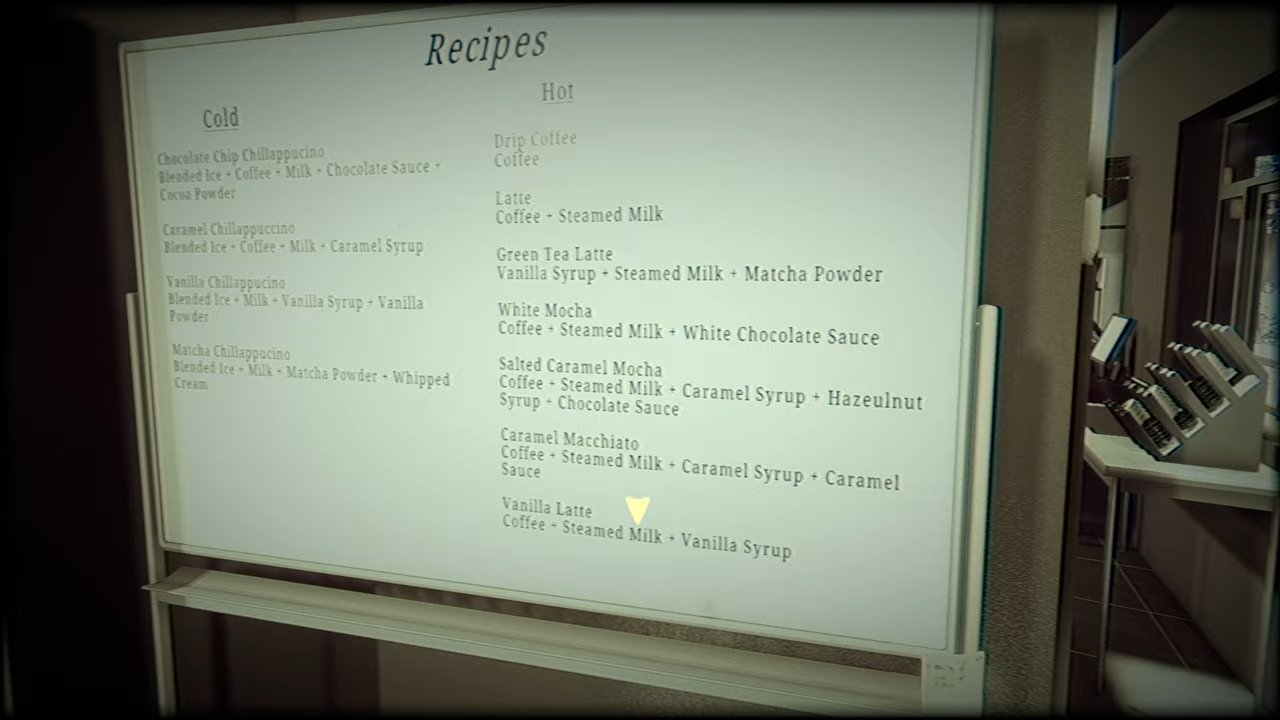 Recipes
Cold
Chocolate Chip Chillappucino
Blended Ice + Coffee + Milk + Chocolate Sauce +
Cocoa Powder
Caramel Chillappuccino
Blended Ice + Coffee + Milk + Caramel Syrup
Vanilla Chillappucino
Blended Ice + Milk + Vanilla Syrup + Vanilla
Powder
Matcha Chillappucino
Blended Ice + Milk + Matcha Powder + Whipped
Cream
Hot
Drip Coffee
Coffee
Latte
Coffee + Steamed Milk
Green Tea Latte
Vanilla Syrup + Steamed Milk + Matcha Powder
White Mocha
Coffee + Steamed Milk + White Chocolate Sauce
Salted Caramel Mocha
Coffee + Steamed Milk + Caramel Syrup + Hazeulnut
Syrup + Chocolate Sauce
Caramel Macchiato
Coffee + Steamed Milk + Caramel Syrup + Caramel
Sauce
Vanilla Latte
Coffee + Steamed Milk + Vanilla Syrup